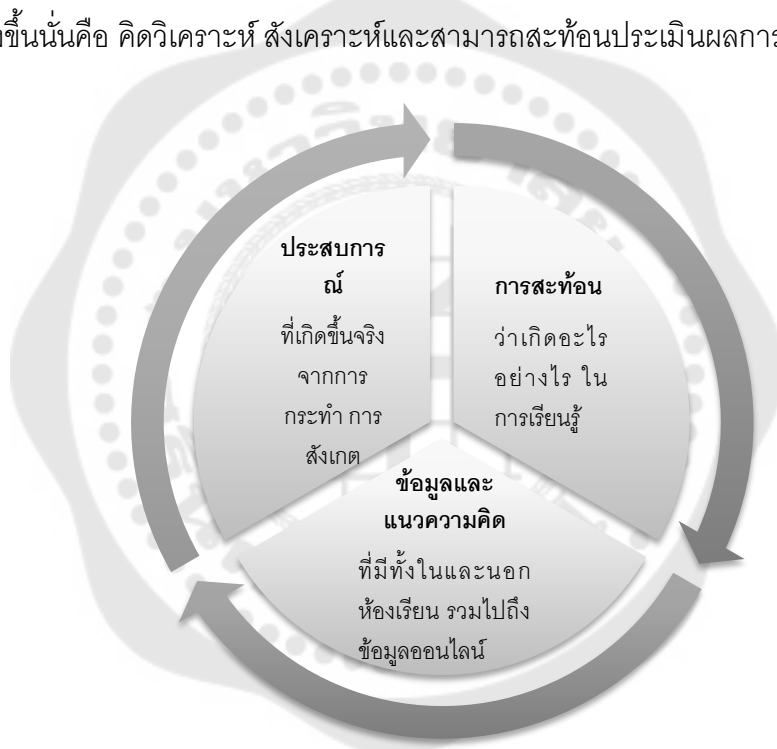 ขึ้นนั่นคือ คิดวิเคราะห์ สังเคราะห์และสามารถสะท้อนประเมินผลการ
ประสบการ
ณ์
ที่เกิดขึ้นจริง
จากการ
กระทำ การ
สังเกต
การสะท้อน
ว่าเกิดอะไร
อย่างไร ใน
การเรียนรู้
ข้อมูลและ
แนวความคิด
ที่มีทั้งในและนอก
ห้องเรียน รวมไปถึง
ข้อมูลออนไลน์